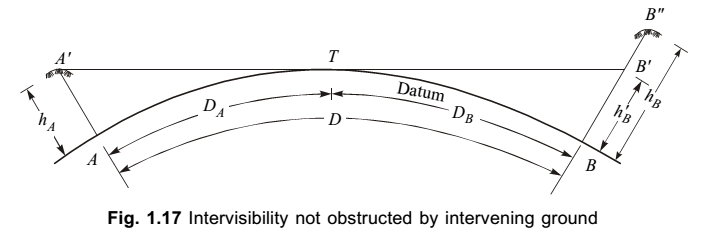 B″
A′
T
B′
Datum
h_A
D_A
D_B
h′_B
h_B
D
A
B
Fig. 1.17 Intervisibility not obstructed by intervening ground